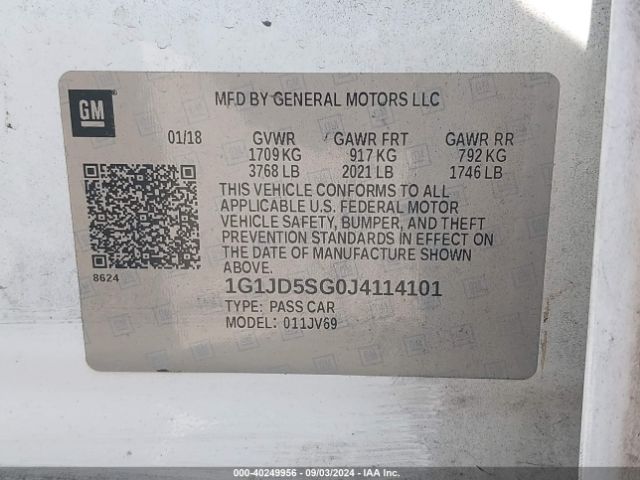 GM
MFD BY GENERAL MOTORS LLC
01/18 GVWR GAWR FRT GAWR RR
1709 KG 917 KG 792 KG
3768 LB 2021 LB 1746 LB
THIS VEHICLE CONFORMS TO ALL
APPLICABLE U.S. FEDERAL MOTOR
VEHICLE SAFETY, BUMPER, AND THEFT
PREVENTION STANDARDS IN EFFECT ON
THE DATE OF MANUFACTURE SHOWN
ABOVE.
8624
1G1JD5SG0J4114101
TYPE: PASS CAR
MODEL: 011JV69
000-40249956 - 09/03/2024 - IAAI.COM